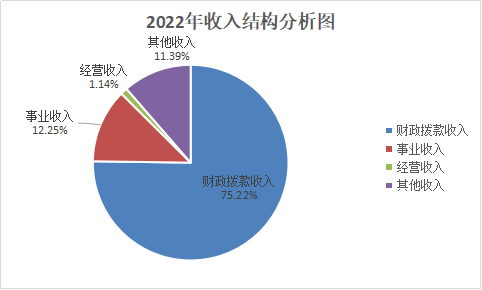 2022年收入结构分析图
其他收入
11.39%
经营收入
1.14%
事业收入
12.25%
财政拨款收入
75.22%
财政拨款收入
事业收入
经营收入
其他收入